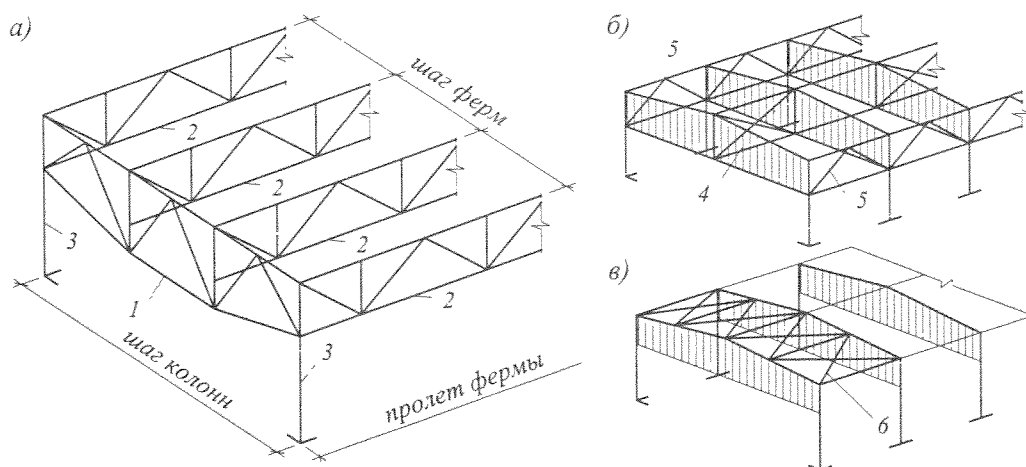 а)
шаг ферм
2
2
2
2
3
1
3
шаг колонн
пролет фермы
б)
5
4
5
в)
6